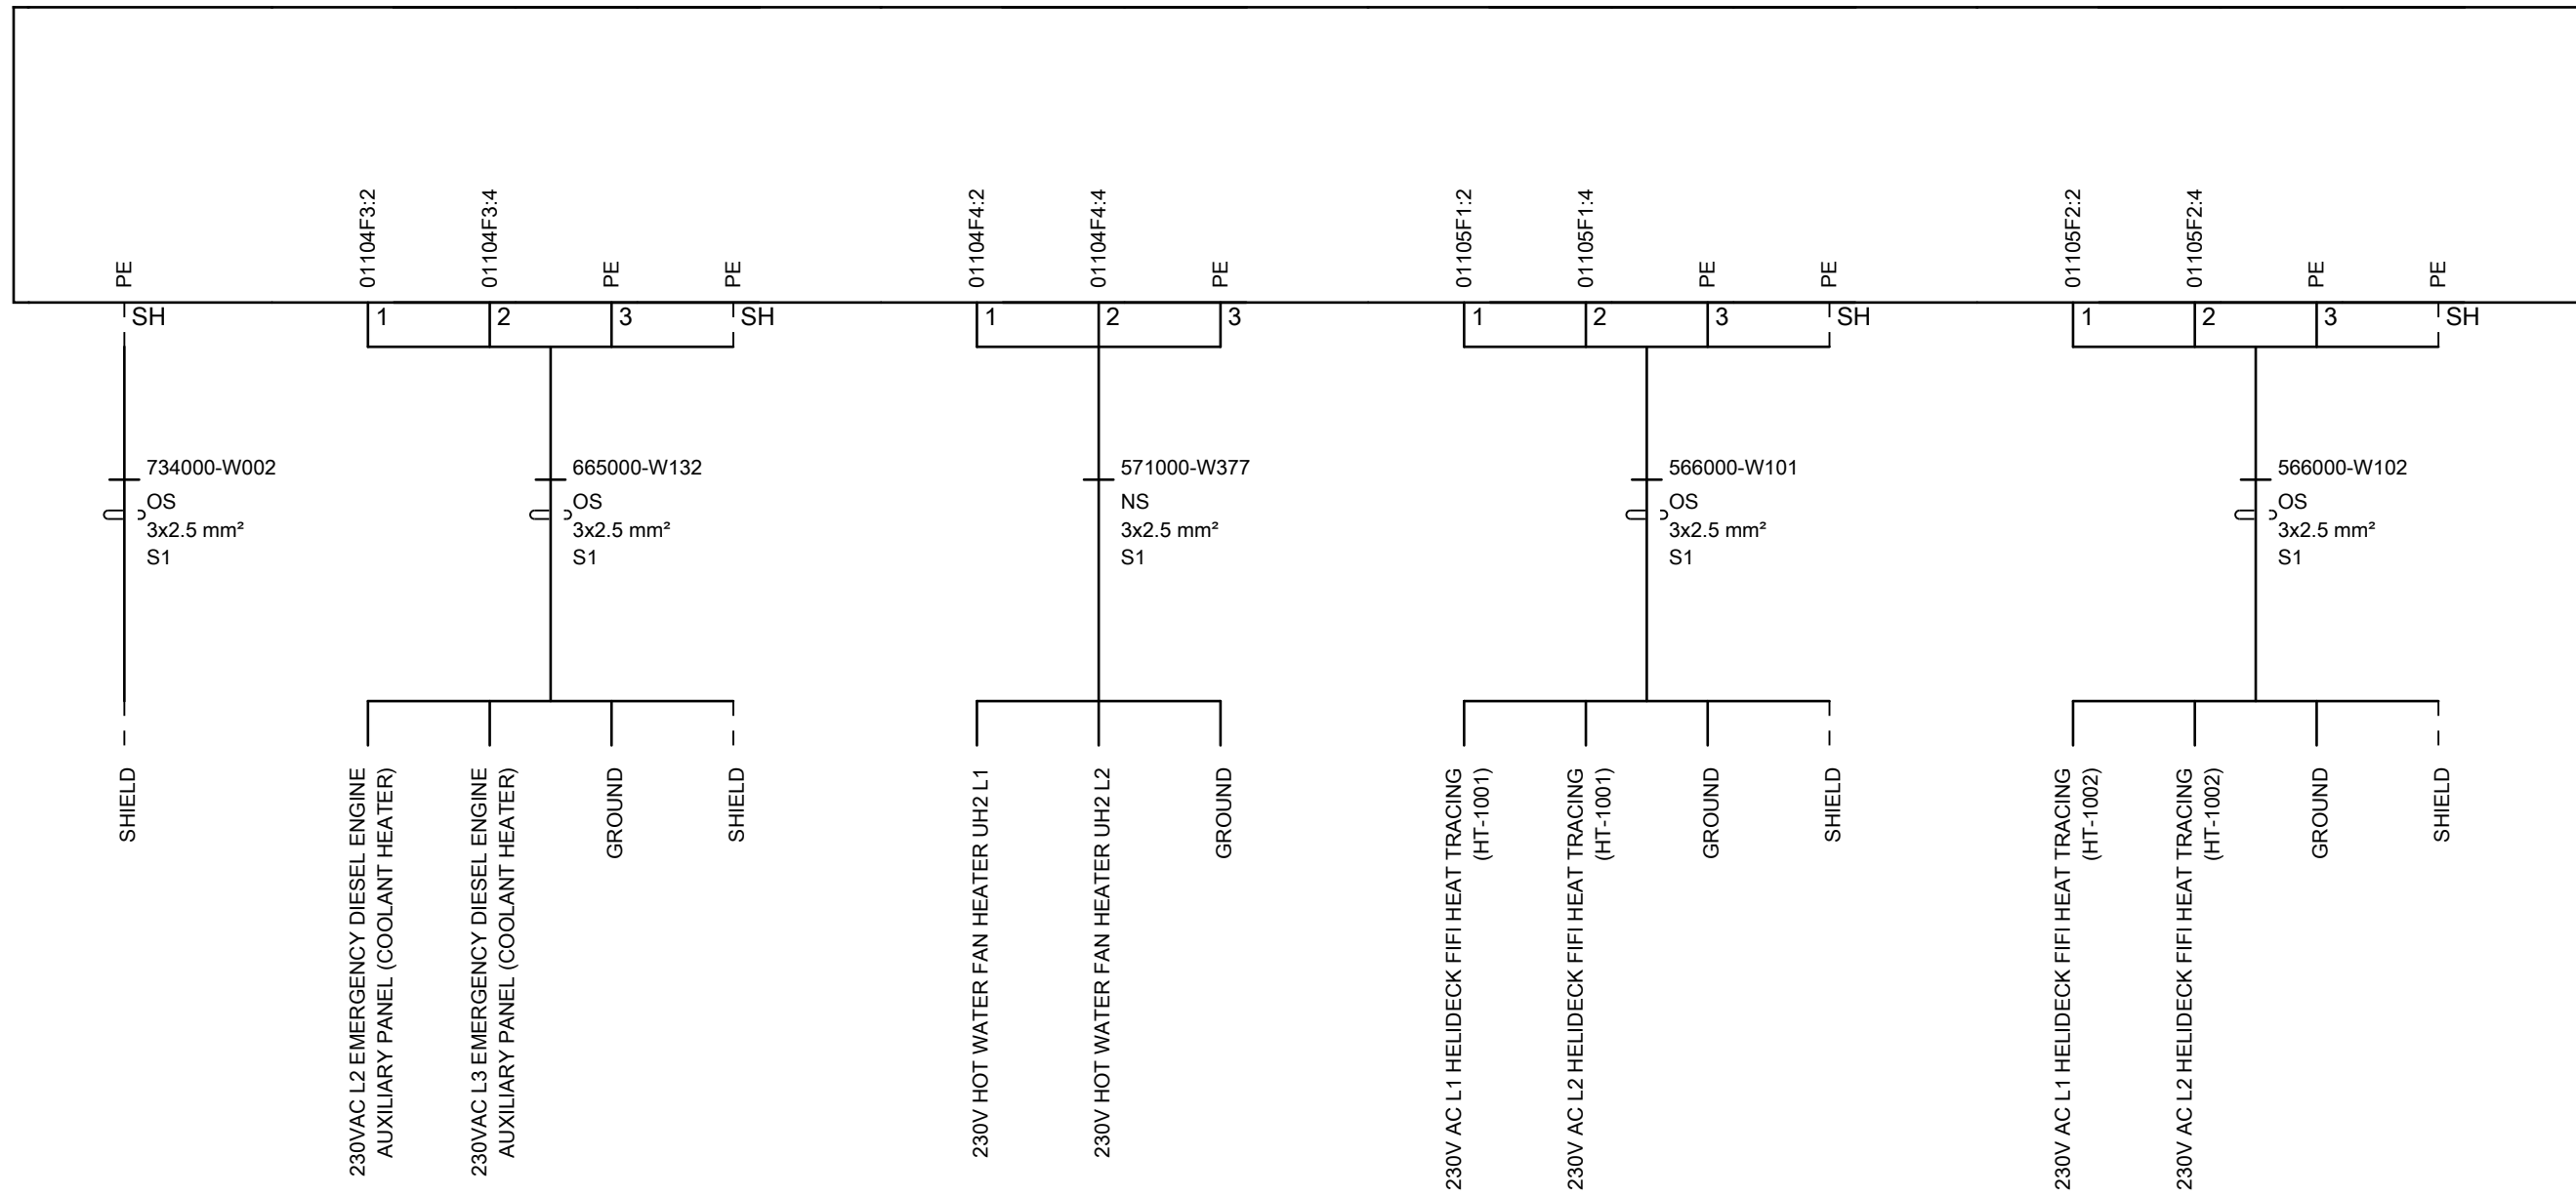 PE
01104F3:2
01104F3:4
PE
PE
01104F4:2
01104F4:4
PE
01105F1:2
01105F1:4
PE
PE
01105F2:2
01105F2:4
PE
PE
SH
1
2
3
SH
1
2
3
1
2
3
SH
1
2
3
SH
734000-W002
OS
3x2.5 mm²
S1
665000-W132
OS
3x2.5 mm²
S1
571000-W377
NS
3x2.5 mm²
S1
566000-W101
OS
3x2.5 mm²
S1
566000-W102
OS
3x2.5 mm²
S1
SHIELD
230VAC L2 EMERGENCY DIESEL ENGINE
AUXILIARY PANEL (COOLANT HEATER)
230VAC L3 EMERGENCY DIESEL ENGINE
AUXILIARY PANEL (COOLANT HEATER)
GROUND
SHIELD
230V HOT WATER FAN HEATER UH2 L1
230V HOT WATER FAN HEATER UH2 L2
GROUND
230V AC L1 HELIDECK FIFI HEAT TRACING
(HT-1001)
230V AC L2 HELIDECK FIFI HEAT TRACING
(HT-1001)
GROUND
SHIELD
230V AC L1 HELIDECK FIFI HEAT TRACING
(HT-1002)
230V AC L2 HELIDECK FIFI HEAT TRACING
(HT-1002)
GROUND
SHIELD